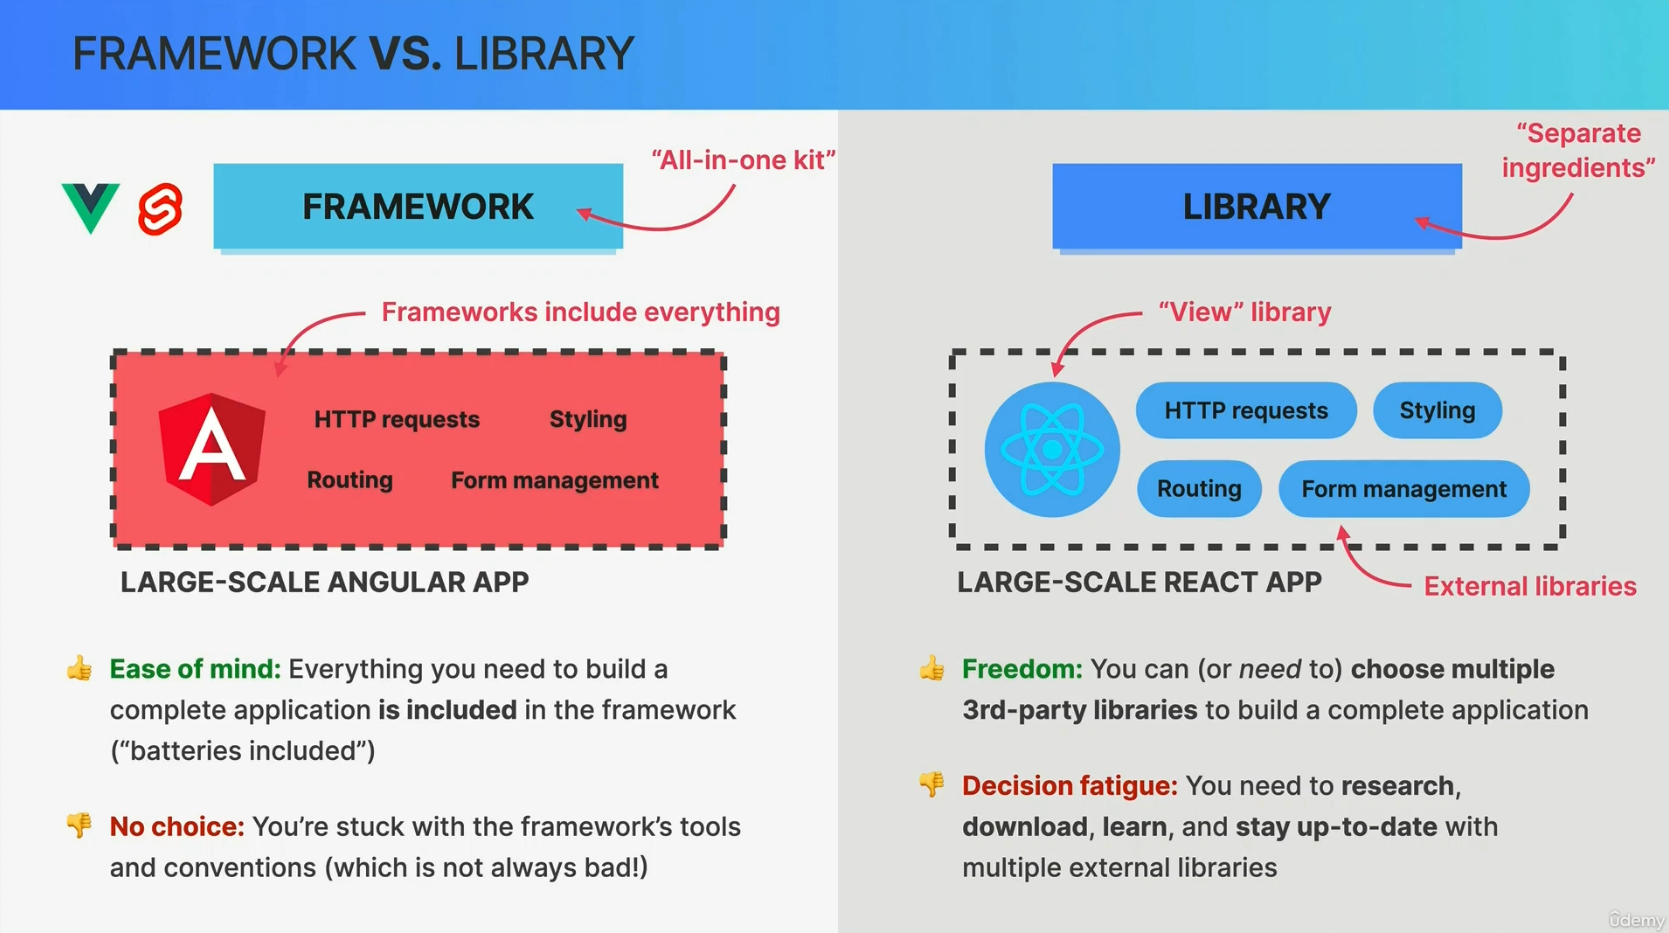 FRAMEWORK VS. LIBRARY
“All-in-one kit”
FRAMEWORK
Frameworks include everything
A
HTTP requests
Styling
Routing
Form management
LARGE-SCALE ANGULAR APP
👍 Ease of mind: Everything you need to build a
complete application is included in the framework
(“batteries included”)
👎 No choice: You’re stuck with the framework’s tools
and conventions (which is not always bad!)
“Separate
ingredients”
LIBRARY
“View” library
HTTP requests
Styling
Routing
Form management
LARGE-SCALE REACT APP
External libraries
👍 Freedom: You can (or need to) choose multiple
3rd-party libraries to build a complete application
👎 Decision fatigue: You need to research,
download, learn, and stay up-to-date with
multiple external libraries
ûdemy